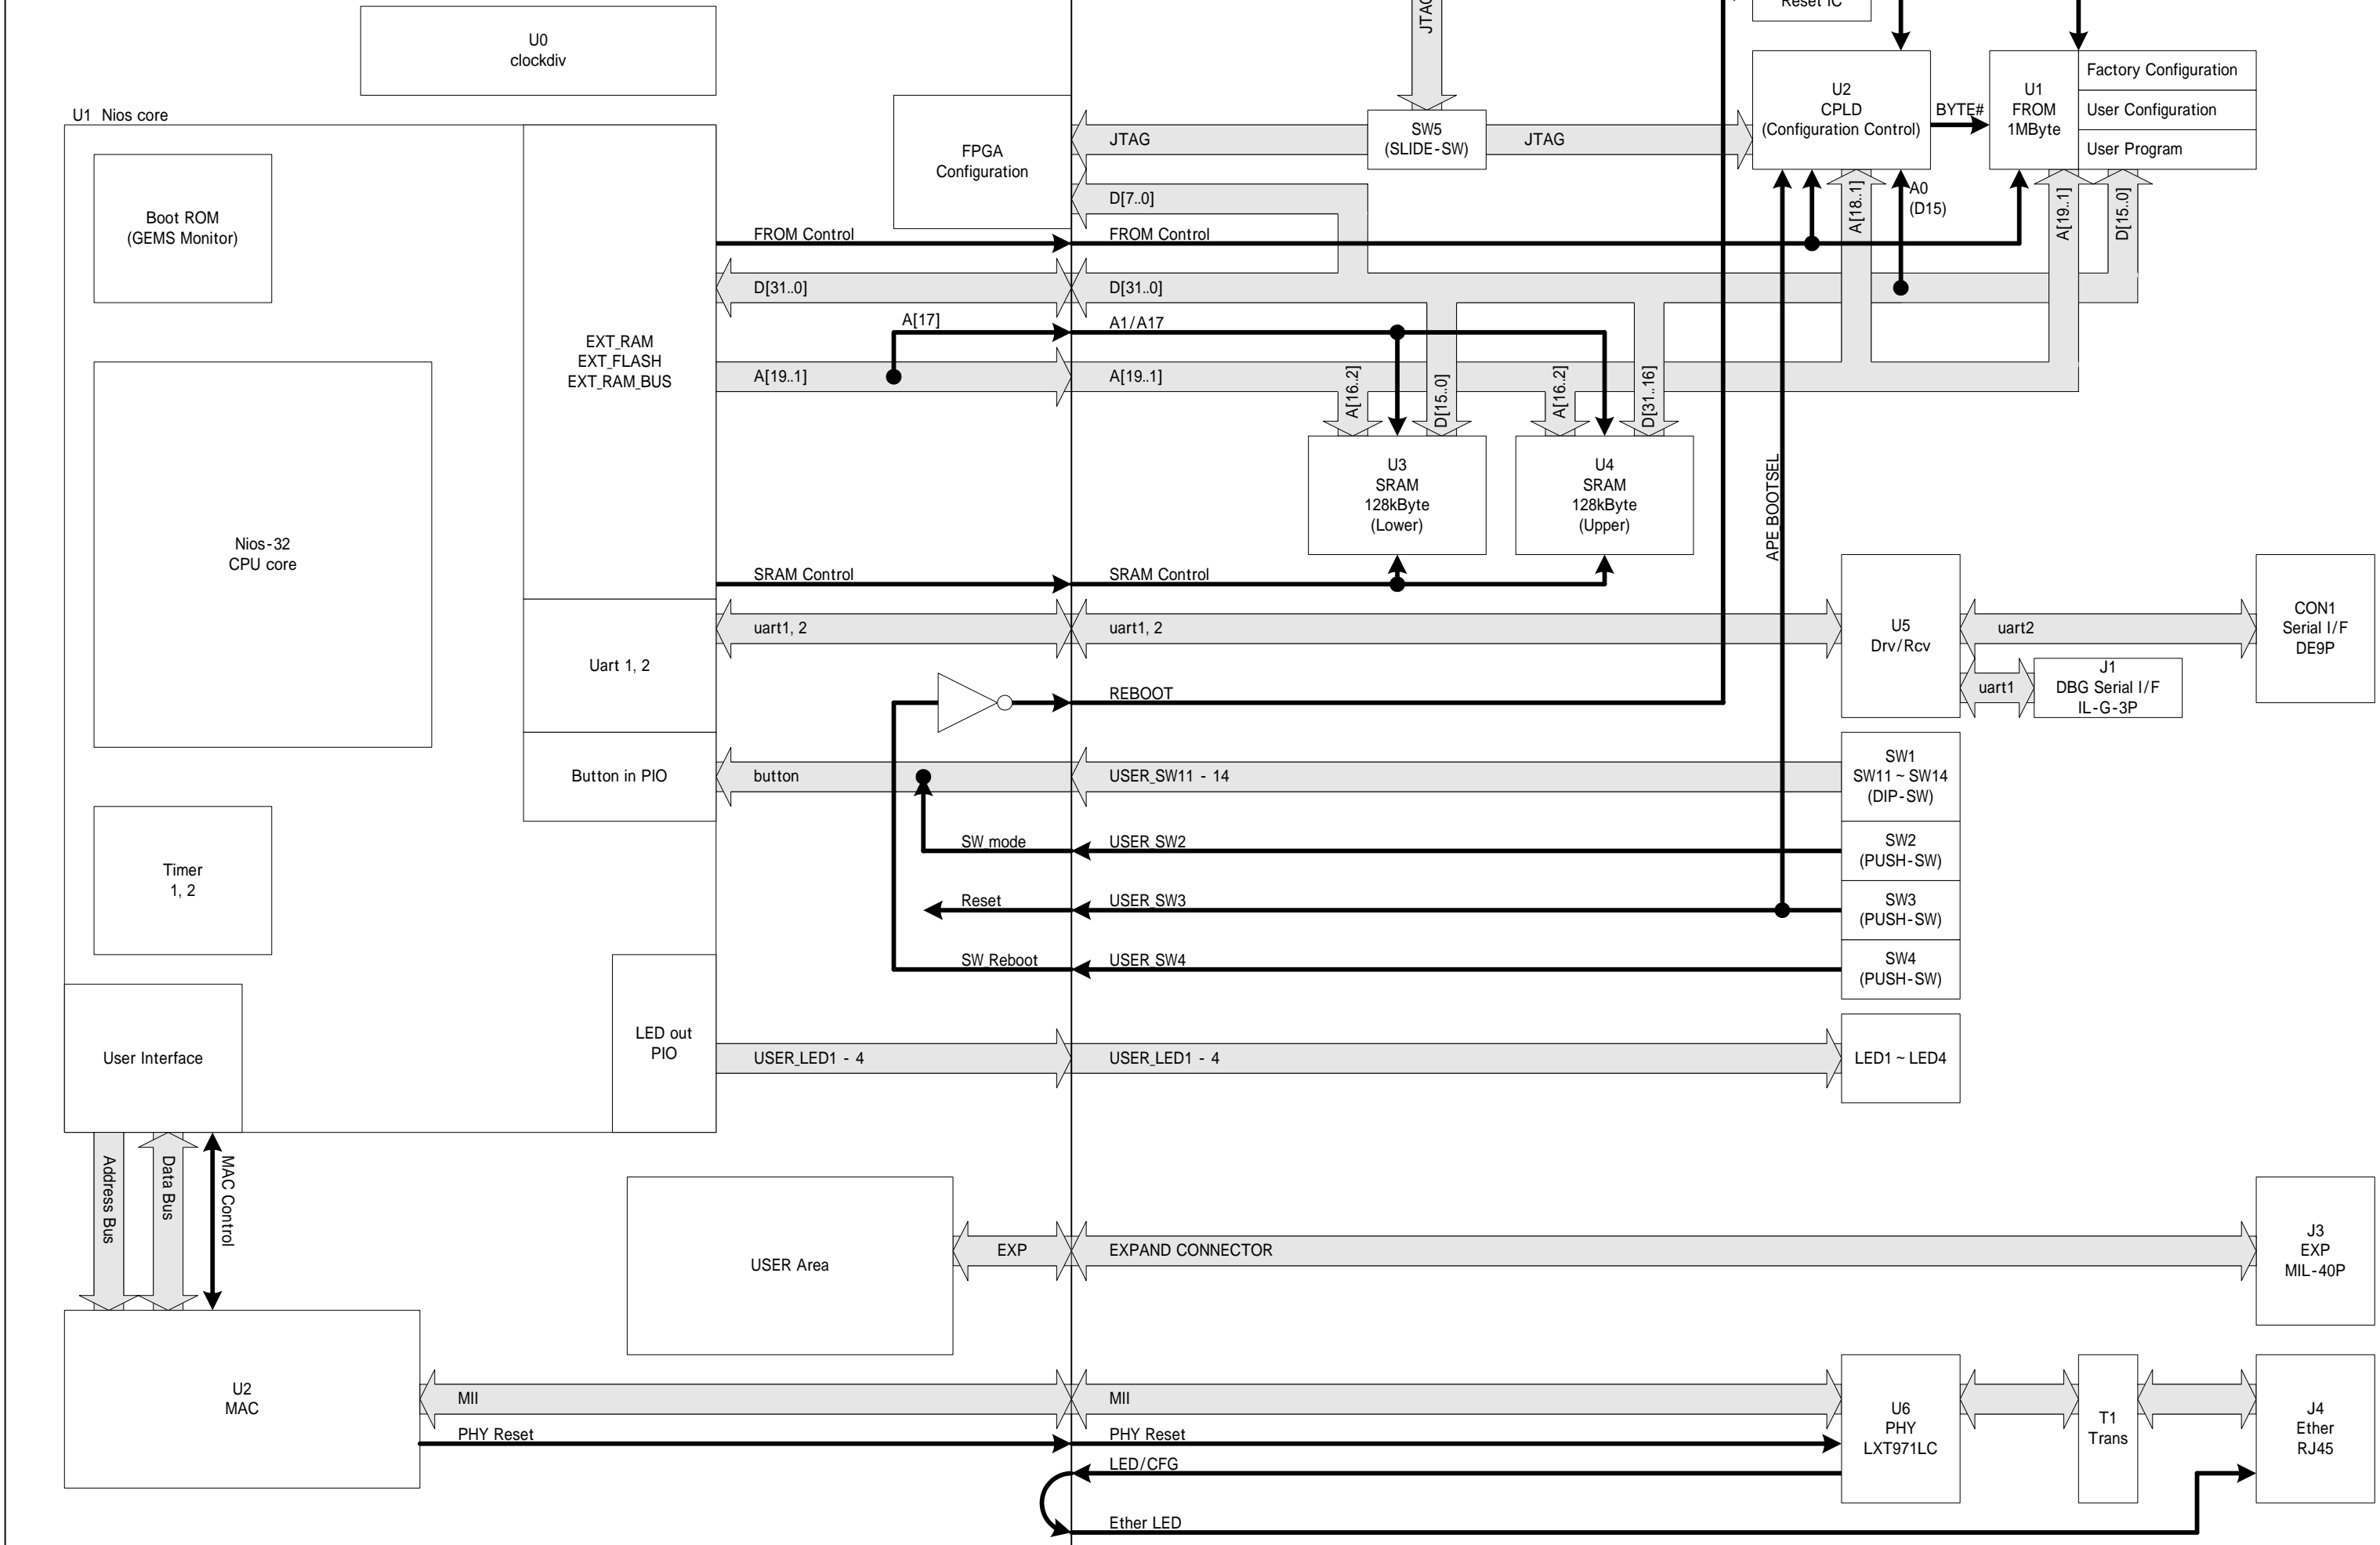 JTAG
Reset IC
U0
clockdiv
U1 Nios core
Boot ROM
(GEMS Monitor)
Nios-32
CPU core
Timer
1, 2
User Interface
EXT_RAM
EXT_FLASH
EXT_RAM_BUS
Uart 1, 2
Button in PIO
LED out
PIO
FPGA
Configuration
JTAG
SW5
(SLIDE-SW)
JTAG
U2
CPLD
(Configuration Control)
BYTE#
U1
FROM
1MByte
Factory Configuration
User Configuration
User Program
D[7..0]
A[18..1]
A0
(D15)
A[19..1]
D[15..0]
FROM Control
FROM Control
D[31..0]
D[31..0]
A[17]
A1/A17
A[19..1]
A[19..1]
A[16..2]
D[15..0]
A[16..2]
D[31..16]
U3
SRAM
128kByte
(Lower)
U4
SRAM
128kByte
(Upper)
APE BOOTSEL
SRAM Control
SRAM Control
uart1, 2
uart1, 2
U5
Drv/Rcv
uart2
CON1
Serial I/F
DE9P
uart1
J1
DBG Serial I/F
IL-G-3P
REBOOT
button
USER_SW11 - 14
SW1
SW11~SW14
(DIP-SW)
SW mode
USER SW2
SW2
(PUSH-SW)
Reset
USER_SW3
SW3
(PUSH-SW)
SW_Reboot
USER_SW4
SW4
(PUSH-SW)
USER_LED1 - 4
USER_LED1 - 4
LED1~LED4
Address Bus
Data Bus
MAC Control
USER Area
EXP
EXPAND CONNECTOR
J3
EXP
MIL-40P
U2
MAC
MII
MII
PHY Reset
PHY Reset
LED/CFG
Ether LED
U6
PHY
LXT971LC
T1
Trans
J4
Ether
RJ45